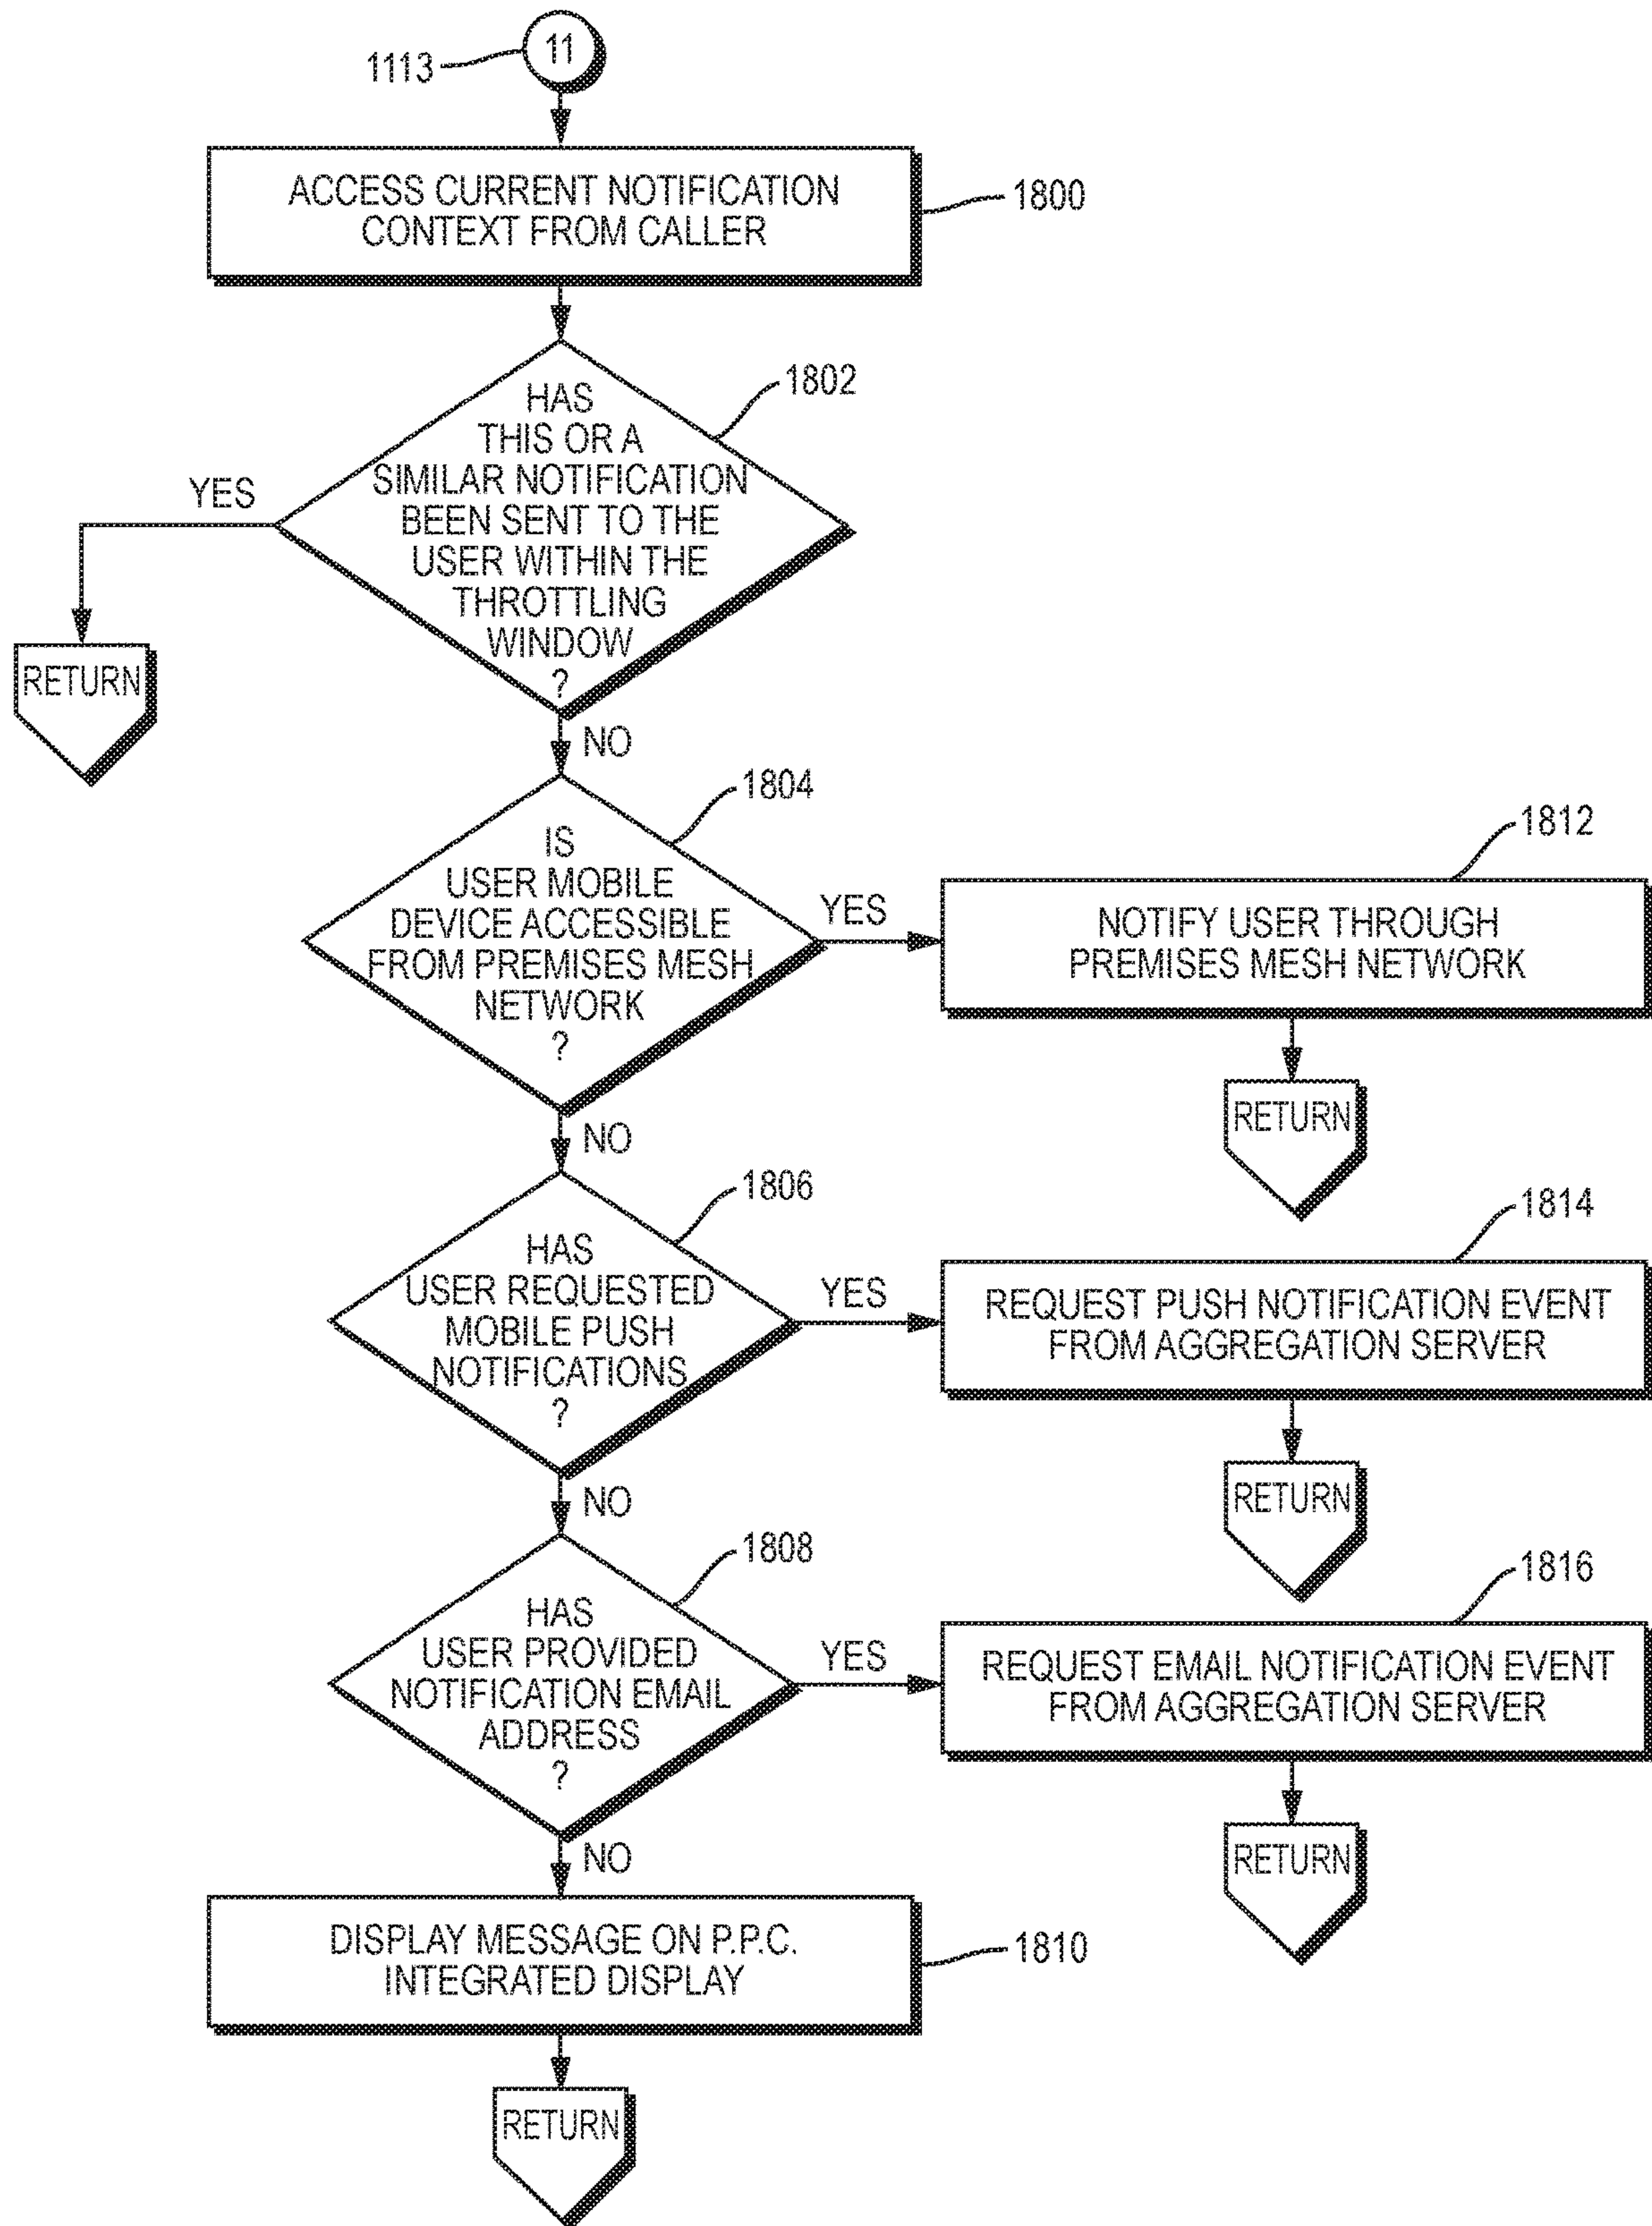 11
1113
ACCESS CURRENT NOTIFICATION
CONTEXT FROM CALLER
1800
1802
HAS
THIS OR A
SIMILAR NOTIFICATION
BEEN SENT TO THE
USER WITHIN THE
THROTTLING
WINDOW
?
YES
RETURN
NO
1804
IS
USER MOBILE
DEVICE ACCESSIBLE
FROM PREMISES MESH
NETWORK
?
YES
1812
NOTIFY USER THROUGH
PREMISES MESH NETWORK
RETURN
NO
1806
HAS
USER REQUESTED
MOBILE PUSH
NOTIFICATIONS
?
YES
1814
REQUEST PUSH NOTIFICATION EVENT
FROM AGGREGATION SERVER
RETURN
NO
1808
HAS
USER PROVIDED
NOTIFICATION EMAIL
ADDRESS
?
YES
1816
REQUEST EMAIL NOTIFICATION EVENT
FROM AGGREGATION SERVER
RETURN
NO
DISPLAY MESSAGE ON P.P.C.
INTEGRATED DISPLAY
1810
RETURN